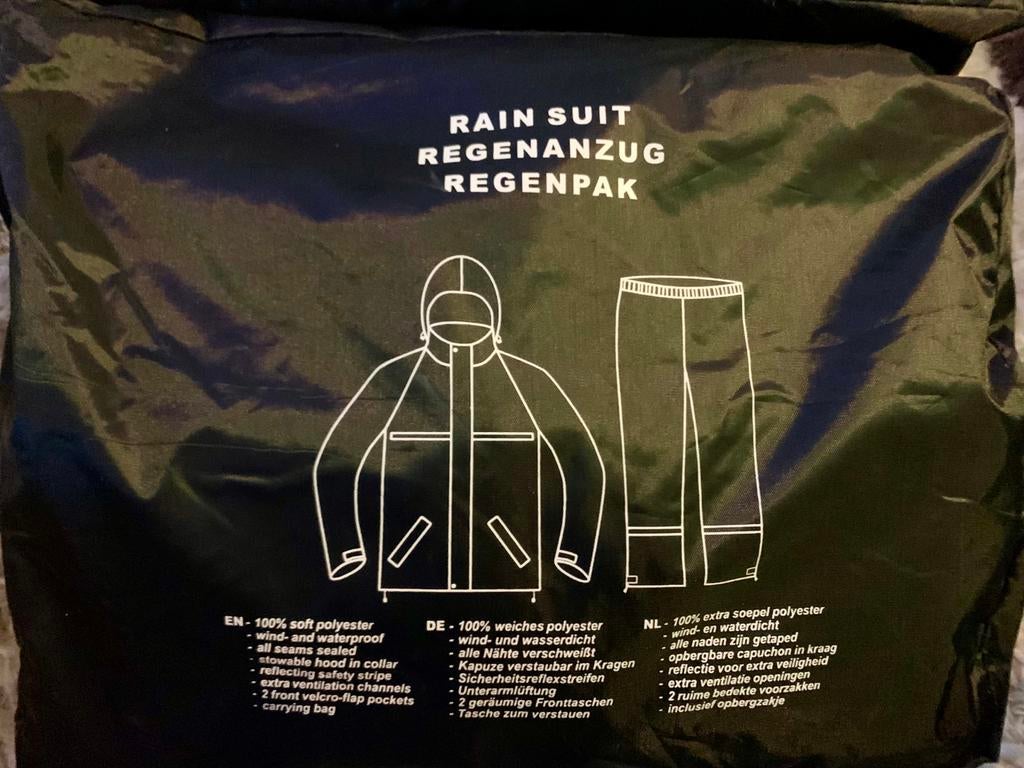 RAIN SUIT
REGENANZUG
REGENPAK
EN - 100% soft polyester
- wind- and waterproof
- all seams sealed
- stowable hood in collar
- reflecting safety stripe
- extra ventilation channels
- 2 front velcro-flap pockets
- carrying bag
DE - 100% weiches polyester
- wind- und wasserdicht
- alle Nähte verschweißt
- Kapuze verstaubar im Kragen
- Sicherheitsreflexstreifen
- Unterarmlüftung
- 2 geräumige Fronttaschen
- Tasche zum verstauen
NL - 100% extra soepel polyester
- wind- en waterdicht
- alle naden zijn getaped
- opbergbare capuchon in kraag
- reflectie voor extra veiligheid
- extra ventilatie openingen
- 2 ruime bedekte voorzakken
- inclusief opbergzakje